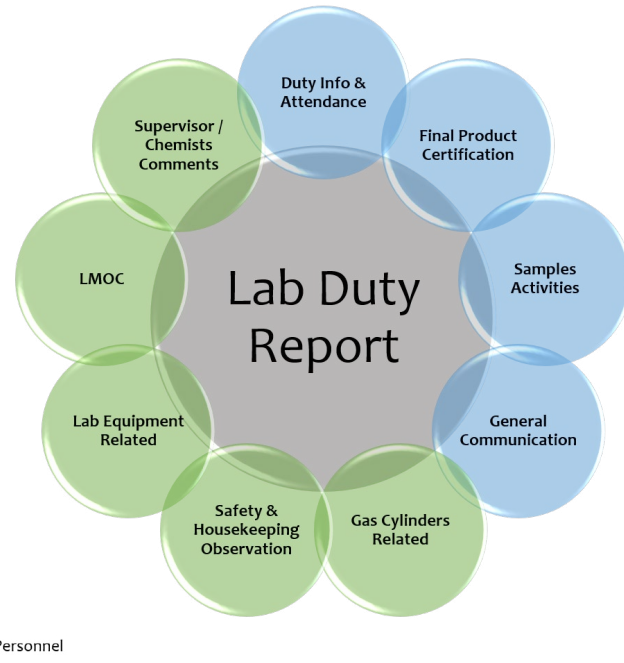 Duty Info &
Attendance
Final Product
Certification
Samples
Activities
General
Communication
Gas Cylinders
Related
Safety &
Housekeeping
Observation
Lab Equipment
Related
LMOC
Supervisor /
Chemists
Comments
Lab Duty
Report
Personnel